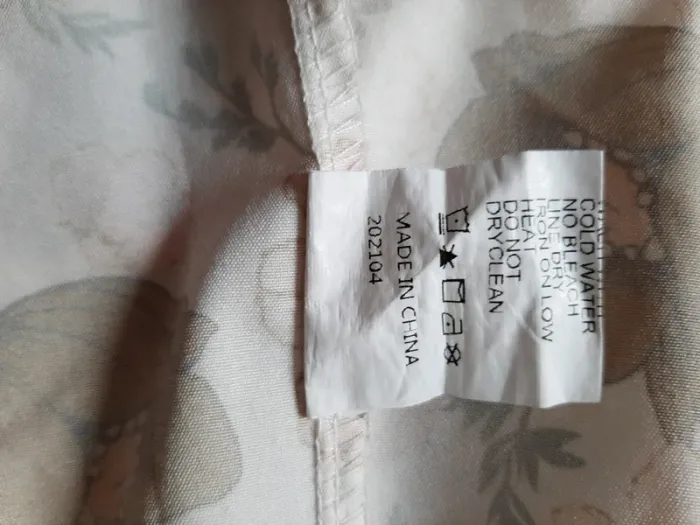 COLD WATER
NO BLEACH
LINE DRY
IRON ON LOW
HEAT
DO NOT
DRYCLEAN
MADE IN CHINA
202104